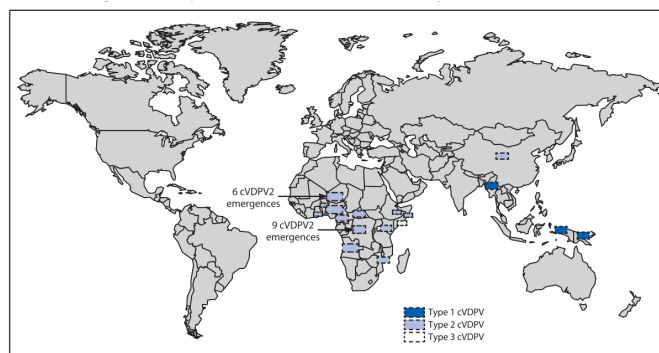 6 cVDPV2
emergences
9 cVDPV2
emergences
Type 1 cVDPV
Type 2 cVDPV
Type 3 cVDPV